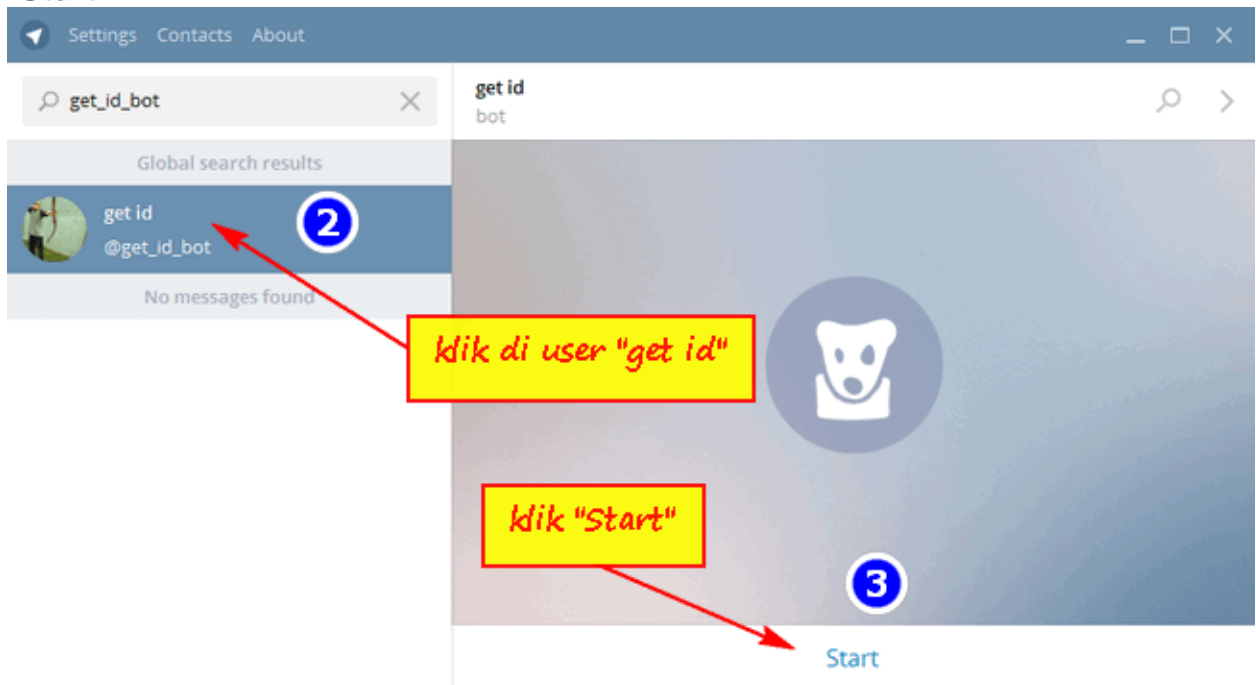 Settings Contacts About
get_id_bot
get id
bot
Global search results
get id
@get_id_bot
2
No messages found
klik di user "get id"
klik "Start"
3
Start